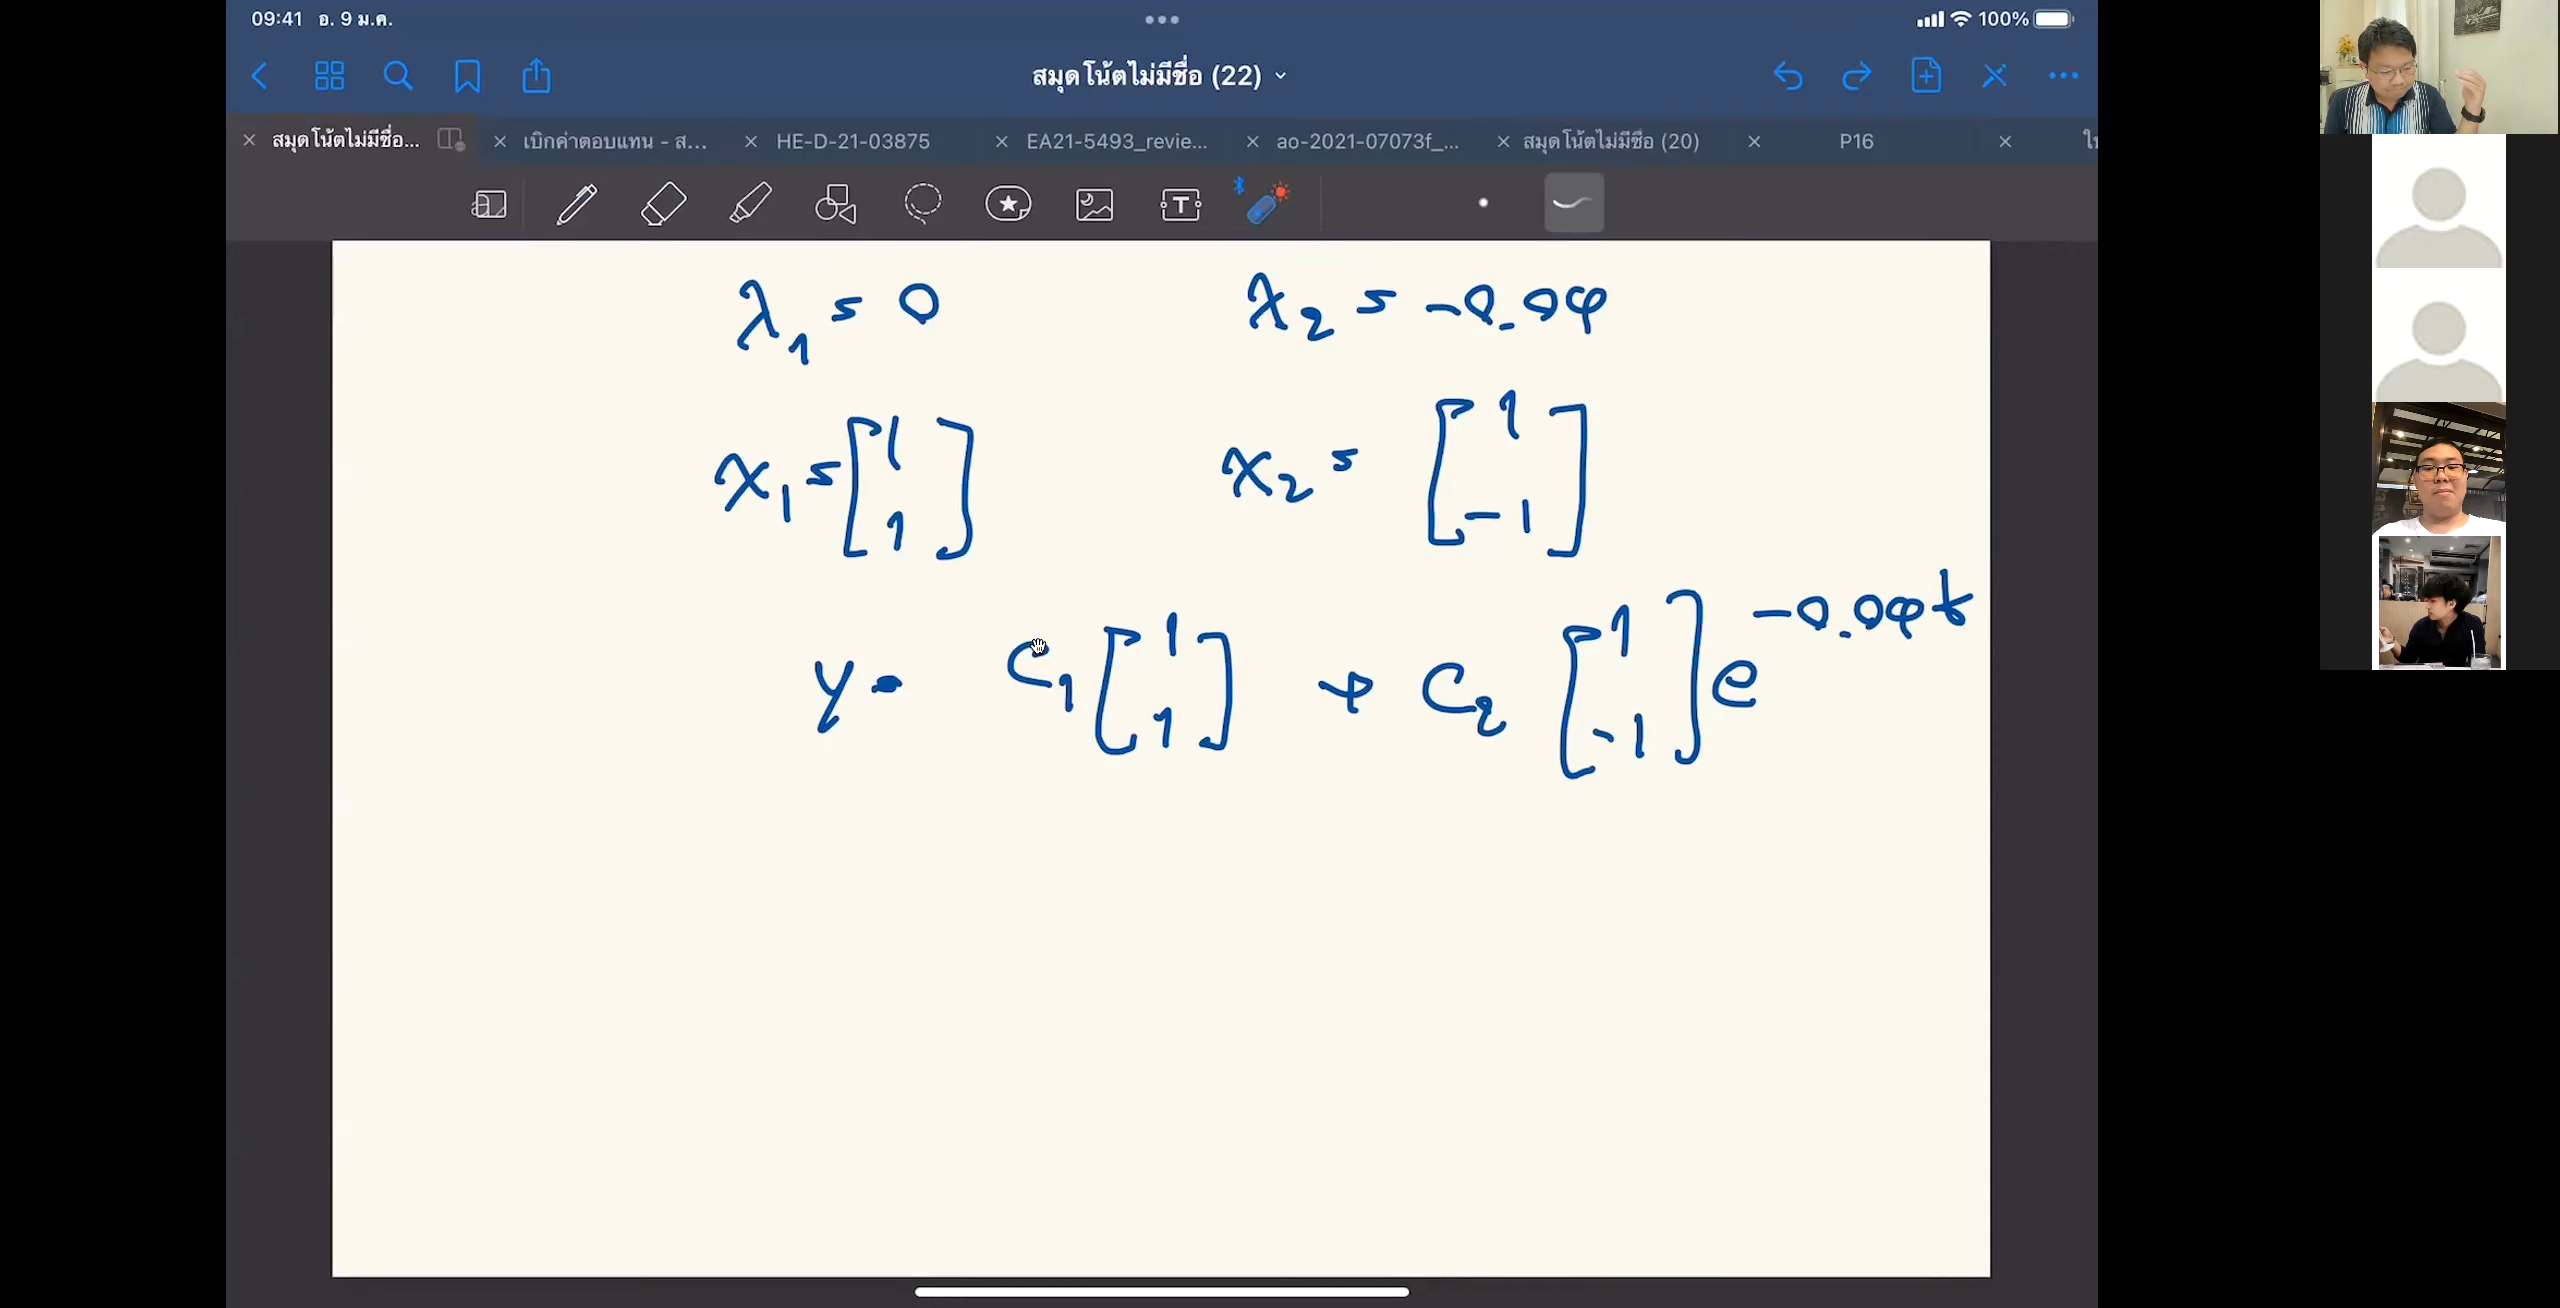 09:41 อ. 9 ม.ค. 100%
สมุดโน้ตไม่มีชื่อ (22)
สมุดโน้ตไม่มีชื่อ... เบิกค่าตอบแทน - ส... HE-D-21-03875 EA21-5493_revie... ao-2021-07073f_... สมุดโน้ตไม่มีชื่อ (20) P16 ใบ
λ₁ = 0 λ₂ = -0.04
x₁ = [1 1] x₂ = [1 -1]
y = c₁ [1 1] + c₂ [1 -1] e^-0.04t